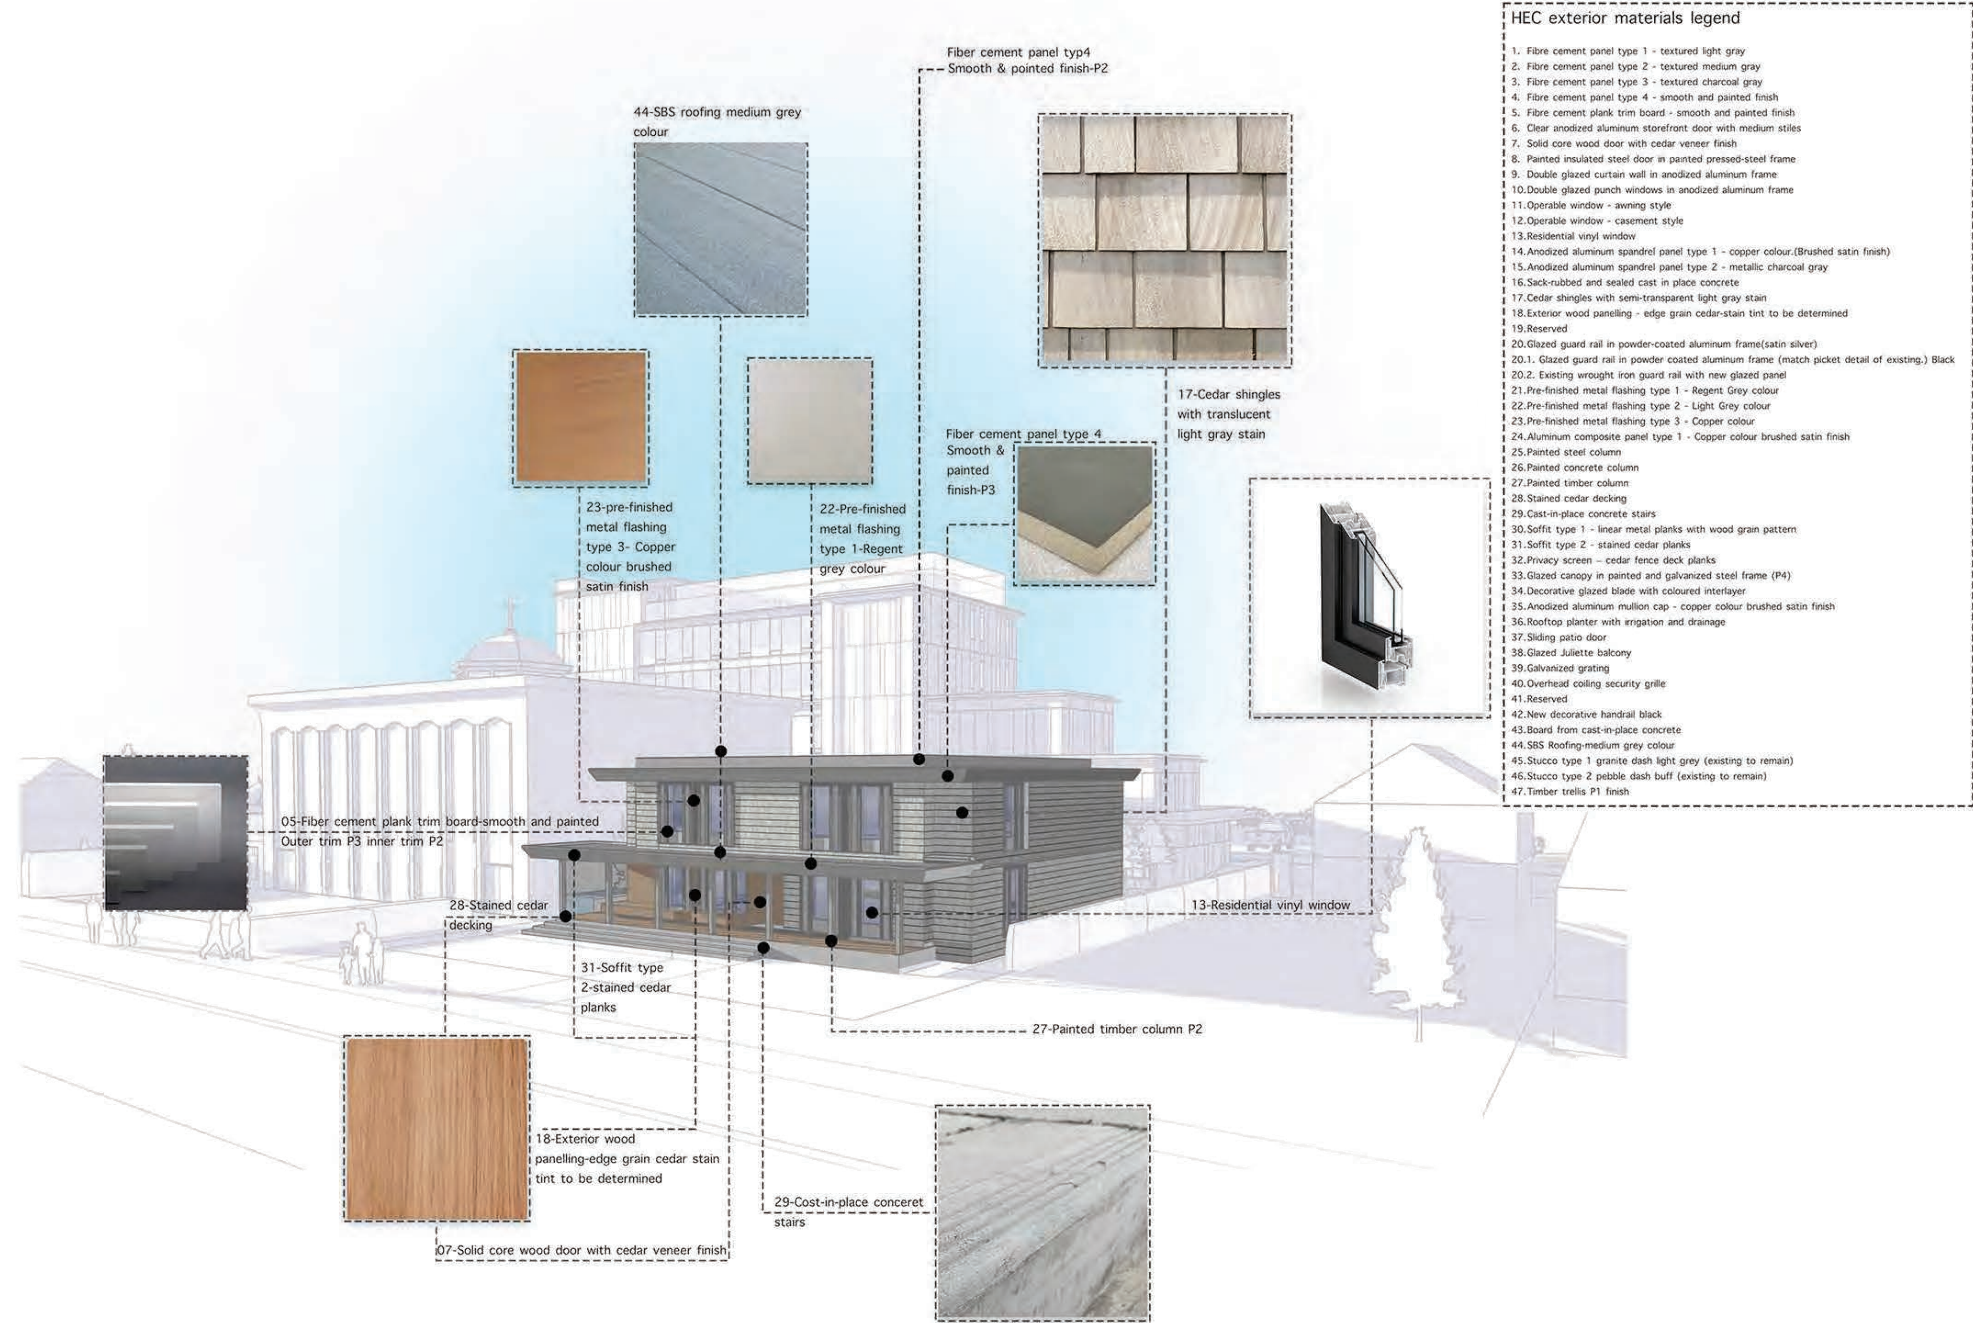 Fiber cement panel typ4
Smooth & pointed finish-P2
44-SBS roofing medium grey
colour
17-Cedar shingles
with translucent
light gray stain
Fiber cement panel type 4
Smooth &
painted
finish-P3
23-pre-finished
metal flashing
type 3- Copper
colour brushed
satin finish
22-Pre-finished
metal flashing
type 1-Regent
grey colour
05-Fiber cement plank trim board-smooth and painted
Outer trim P3 inner trim P2
28-Stained cedar
decking
13-Residential vinyl window
31-Soffit type
2-stained cedar
planks
27-Painted timber column P2
18-Exterior wood
panelling-edge grain cedar stain
tint to be determined
29-Cost-in-place conceret
stairs
07-Solid core wood door with cedar veneer finish
HEC exterior materials legend
1. Fibre cement panel type 1 - textured light gray
2. Fibre cement panel type 2 - textured medium gray
3. Fibre cement panel type 3 - textured charcoal gray
4. Fibre cement panel type 4 - smooth and painted finish
5. Fibre cement plank trim board - smooth and painted finish
6. Clear anodized aluminum storefront door with medium stiles
7. Solid core wood door with cedar veneer finish
8. Painted insulated steel door in painted pressed-steel frame
9. Double glazed curtain wall in anodized aluminum frame
10.Double glazed punch windows in anodized aluminum frame
11.Operable window - awning style
12.Operable window - casement style
13.Residential vinyl window
14.Anodized aluminum spandrel panel type 1 - copper colour.(Brushed satin finish)
15.Anodized aluminum spandrel panel type 2 - metallic charcoal gray
16.Sack-rubbed and sealed cast in place concrete
17.Cedar shingles with semi-transparent light gray stain
18.Exterior wood panelling - edge grain cedar-stain tint to be determined
19.Reserved
20.Glazed guard rail in powder-coated aluminum frame(satin silver)
20.1. Glazed guard rail in powder coated aluminum frame (match picket detail of existing.) Black
20.2. Existing wrought iron guard rail with new glazed panel
21.Pre-finished metal flashing type 1 - Regent Grey colour
22.Pre-finished metal flashing type 2 - Light Grey colour
23.Pre-finished metal flashing type 3 - Copper colour
24.Aluminum composite panel type 1 - Copper colour brushed satin finish
25.Painted steel column
26.Painted concrete column
27.Painted timber column
28.Stained cedar decking
29.Cast-in-place concrete stairs
30.Soffit type 1 - linear metal planks with wood grain pattern
31.Soffit type 2 - stained cedar planks
32.Privacy screen – cedar fence deck planks
33.Glazed canopy in painted and galvanized steel frame (P4)
34.Decorative glazed blade with coloured interlayer
35.Anodized aluminum mullion cap - copper colour brushed satin finish
36.Rooftop planter with irrigation and drainage
37.Sliding patio door
38.Glazed Juliette balcony
39.Galvanized grating
40.Overhead coiling security grille
41.Reserved
42.New decorative handrail black
43.Board from cast-in-place concrete
44.SBS Roofing-medium grey colour
45.Stucco type 1 granite dash light grey (existing to remain)
46.Stucco type 2 pebble dash buff (existing to remain)
47.Timber trellis P1 finish